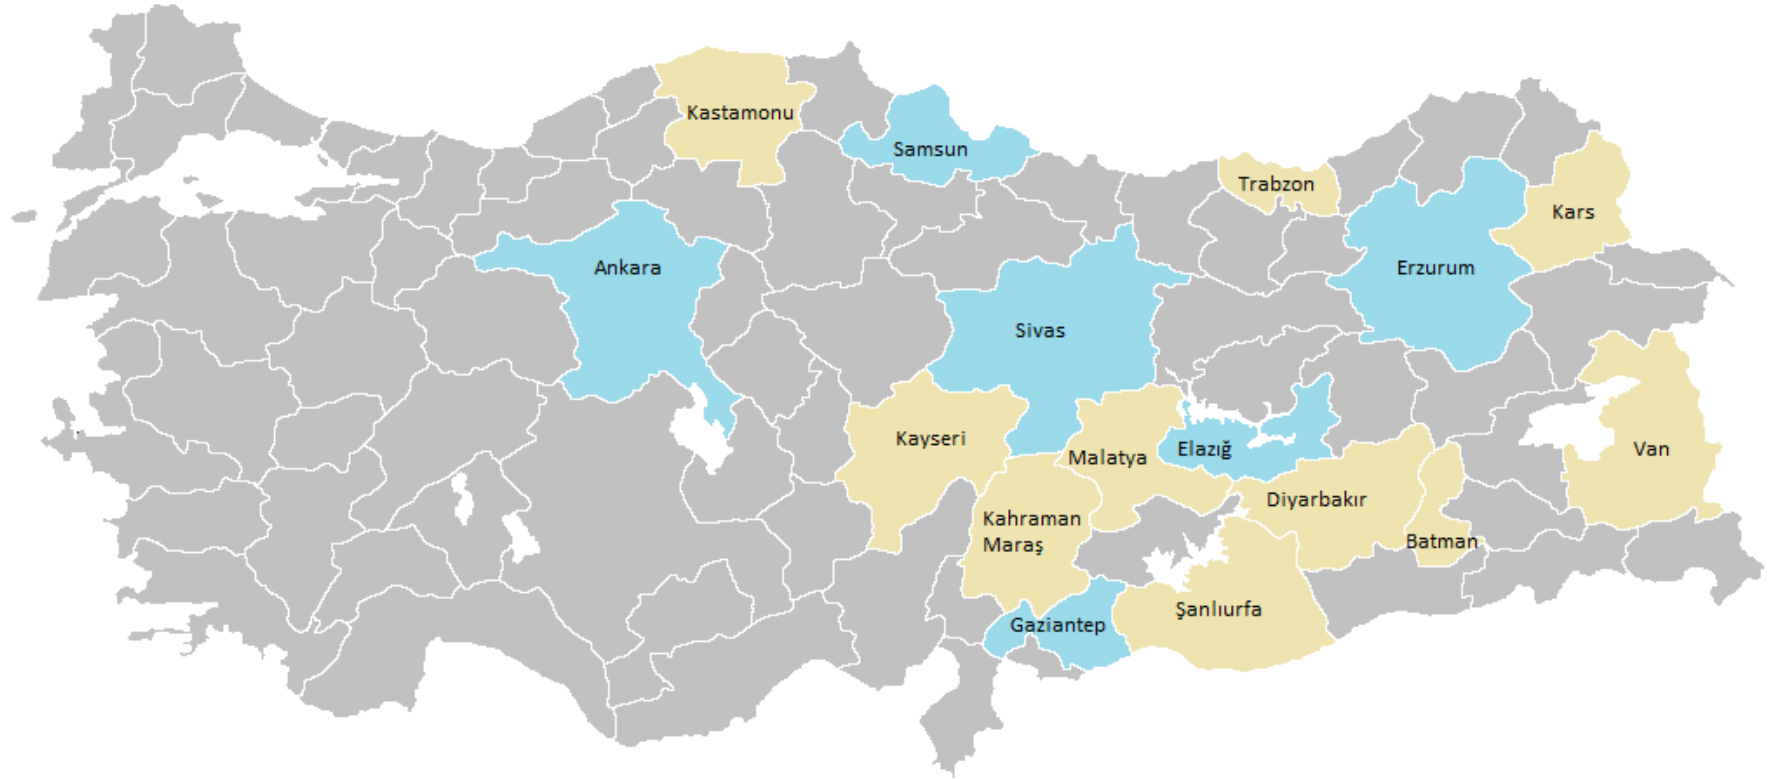 Kastamonu
Samsun
Trabzon
Kars
Ankara
Erzurum
Sivas
Kayseri
Malatya
Elazığ
Van
Kahraman
Maraş
Diyarbakır
Batman
Şanlıurfa
Gaziantep